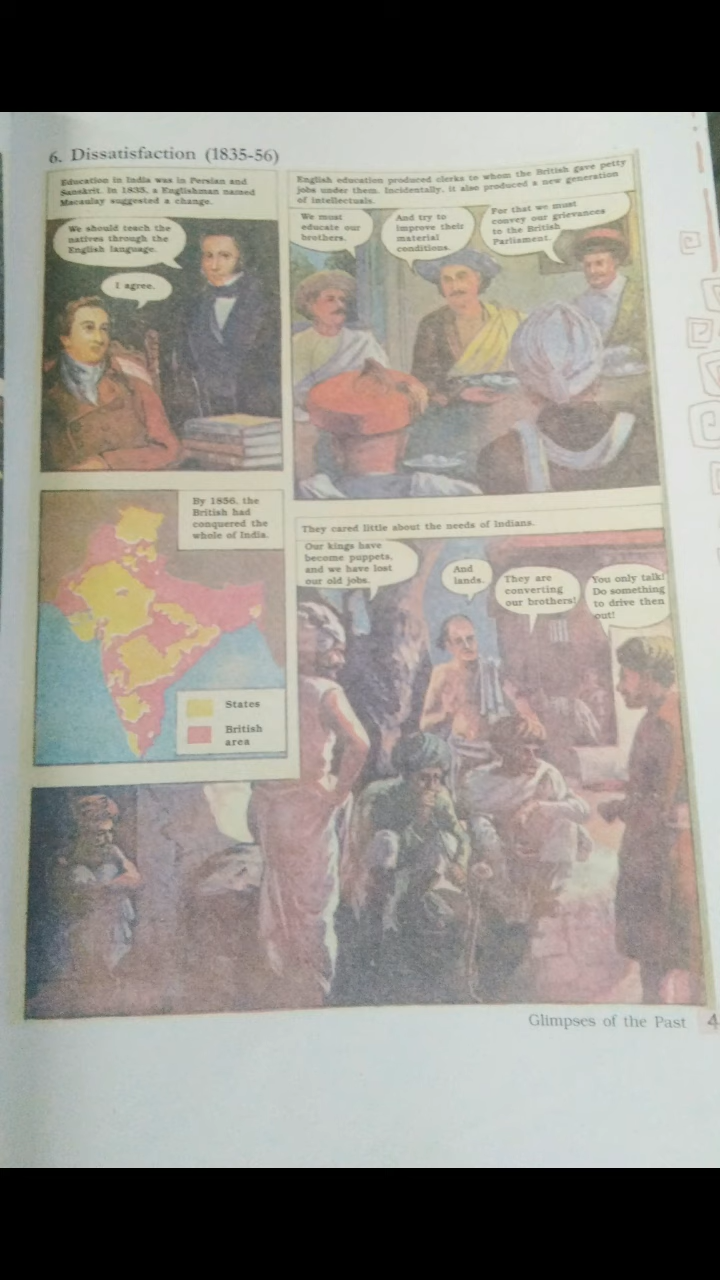 6. Dissatisfaction (1835-56)
Education in India was in Persian and
Sanskrit. In 1835, a Englishman named
Macaulay suggested a change.
We should teach the
natives through the
English language.
I agree.
English education produced clerks to whom the British gave petty
jobs under them. Incidentally, it also produced a new generation
of intellectuals.
We must
educate our
brothers.
And try to
improve their
material
conditions.
For that we must
convey our grievances
to the British
Parliament.
By 1856, the
British had
conquered the
whole of India.
States
British
area
They cared little about the needs of Indians.
Our kings have
become puppets,
and we have lost
our old jobs.
And
lands.
They are
converting
our brothers!
You only talk!
Do something
to drive then
out!
Glimpses of the Past 4